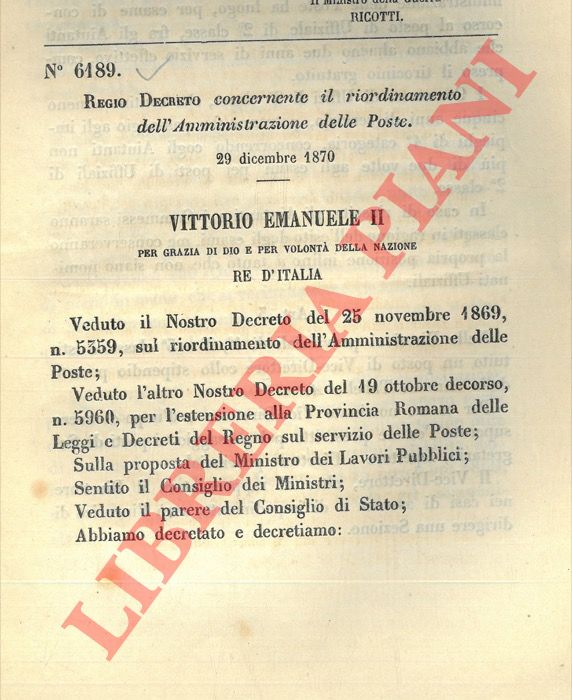 Il Ministro della Guerra
RICOTTI.
N° 6189.
REGIO DECRETO concernente il riordinamento
dell'Amministrazione delle Poste.
29 dicembre 1870
VITTORIO EMANUELE II
PER GRAZIA DI DIO E PER VOLONTÀ DELLA NAZIONE
RE D'ITALIA
Veduto il Nostro Decreto del 25 novembre 1869,
n. 5359, sul riordinamento dell'Amministrazione delle
Poste;
Veduto l'altro Nostro Decreto del 19 ottobre decorso,
n. 5960, per l'estensione alla Provincia Romana delle
Leggi e Decreti del Regno sul servizio delle Poste;
Sulla proposta del Ministro dei Lavori Pubblici;
Sentito il Consiglio dei Ministri;
Veduto il parere del Consiglio di Stato;
Abbiamo decretato e decretiamo:
LIBRERIA PIANI